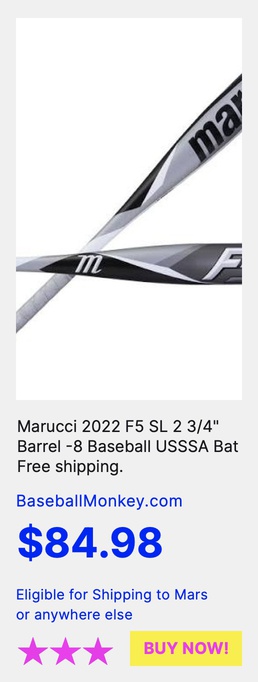 mar
m
F5
Marucci 2022 F5 SL 2 3/4"
Barrel -8 Baseball USSSA Bat
Free shipping.
BaseballMonkey.com
$84.98
Eligible for Shipping to Mars
or anywhere else
BUY NOW!